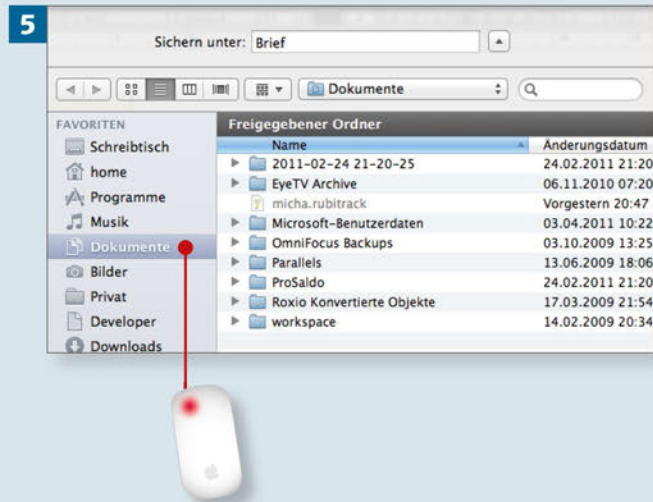 5
Sichern unter: Brief
Dokumente
FAVORITEN
Schreibtisch
home
Programme
Musik
Dokumente
Bilder
Privat
Developer
Downloads
Freigegebener Ordner
Name Änderungsdatum
2011-02-24 21-20-25 24.02.2011 21:20
EyeTV Archive 06.11.2010 07:20
micha.rubitrack Vorgestern 20:47
Microsoft-Benutzerdaten 03.04.2011 10:22
OmniFocus Backups 03.10.2009 13:25
Parallels 13.06.2009 18:06
ProSaldo 24.02.2011 21:20
Roxio Konvertierte Objekte 17.03.2009 21:54
workspace 14.02.2009 20:34